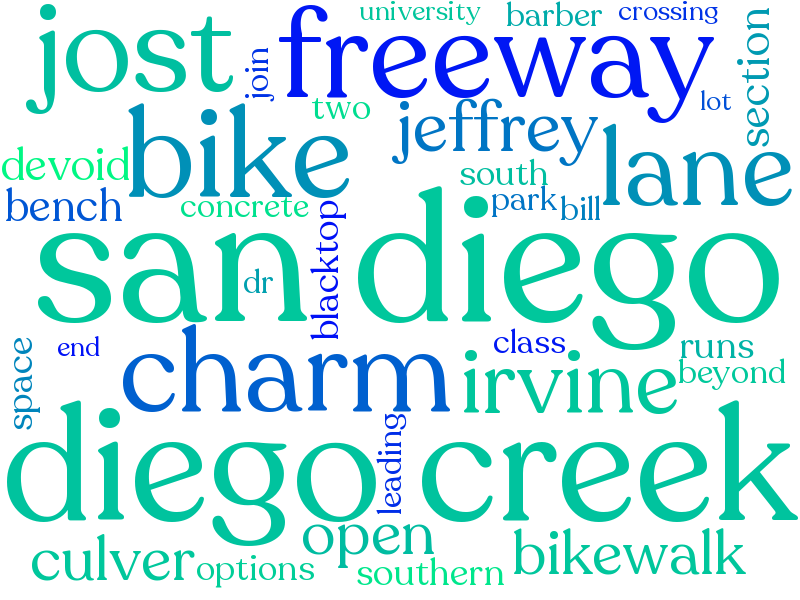 university barber crossing
jost join freeway lot section
two jeffrey
devoid bike south lane
bench concrete blacktop park bill
san diego
dr
space end class runs
charm irvine beyond
diego leading creek
culver options open bikewalk
southern